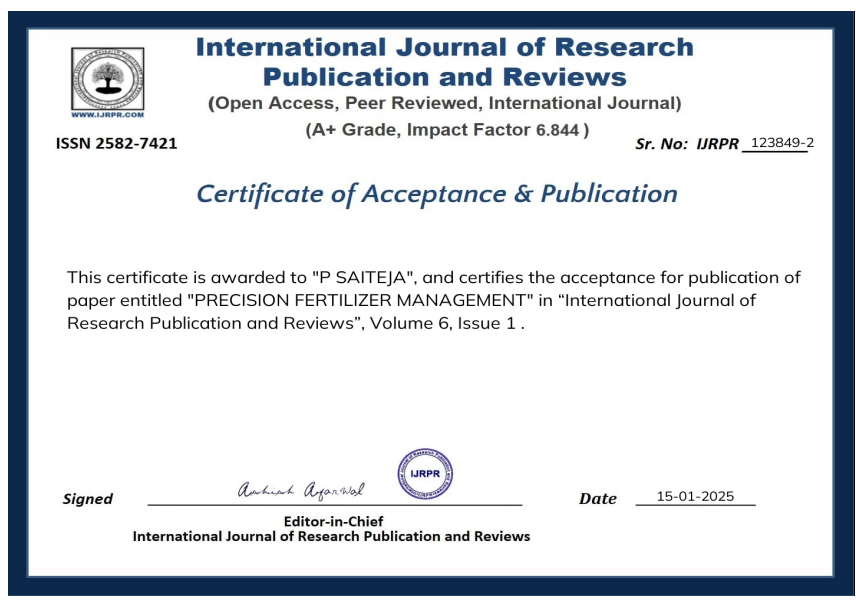 International Journal of Research
Publication and Reviews
(Open Access, Peer Reviewed, International Journal)
(A+ Grade, Impact Factor 6.844 )
WWW.IJRPR.COM
ISSN 2582-7421
Sr. No: IJRPR 123849-2
Certificate of Acceptance & Publication
This certificate is awarded to "P SAITEJA", and certifies the acceptance for publication of
paper entitled "PRECISION FERTILIZER MANAGEMENT" in “International Journal of
Research Publication and Reviews”, Volume 6, Issue 1 .
IJRPR
Signed Ashish Agarwal
Date 15-01-2025
Editor-in-Chief
International Journal of Research Publication and Reviews